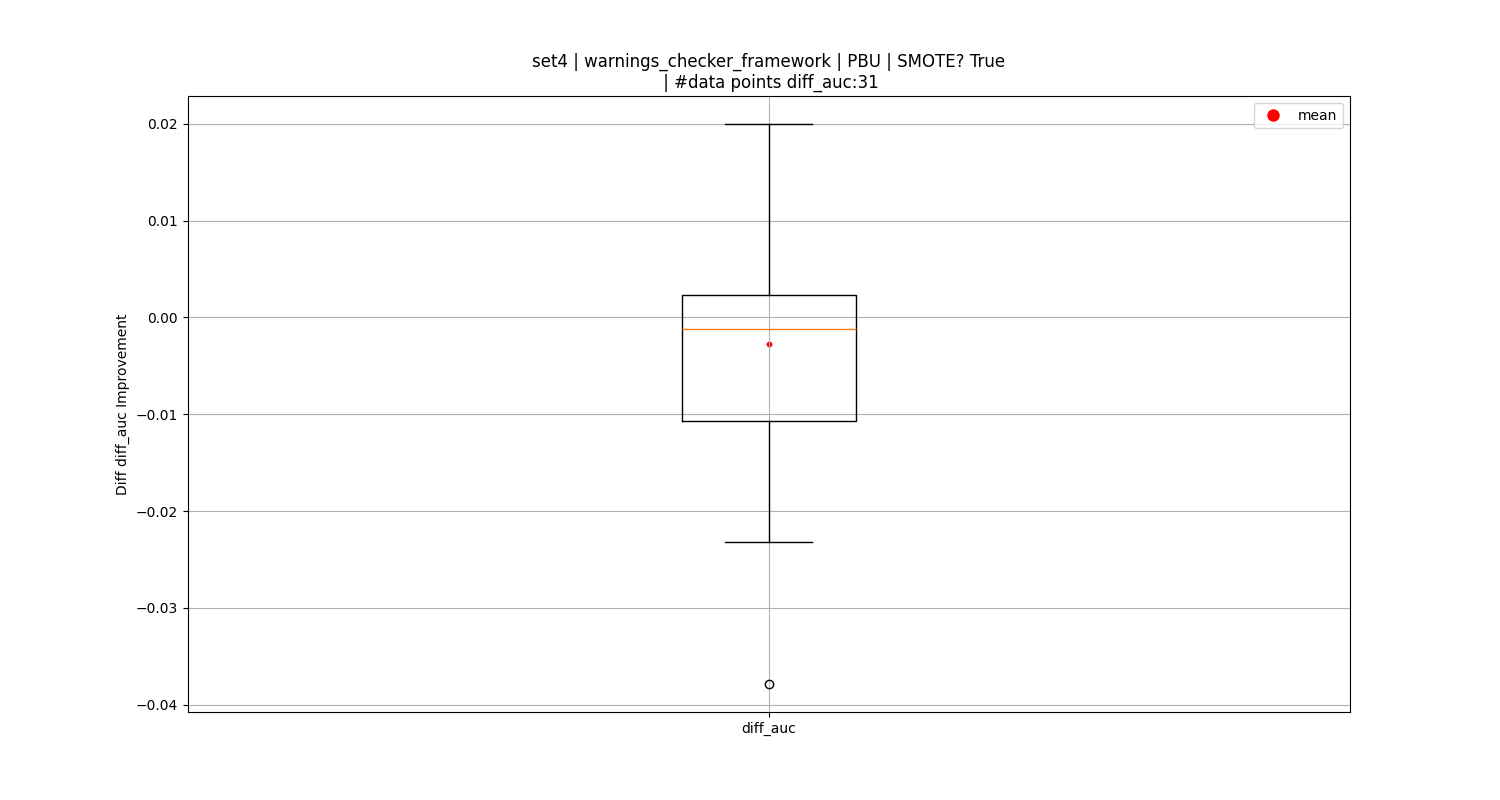 set4 | warnings_checker_framework | PBU | SMOTE? True
| #data points diff_auc:31
mean
0.02
0.01
0.00
−0.01
−0.02
−0.03
−0.04
Diff diff_auc Improvement
diff_auc